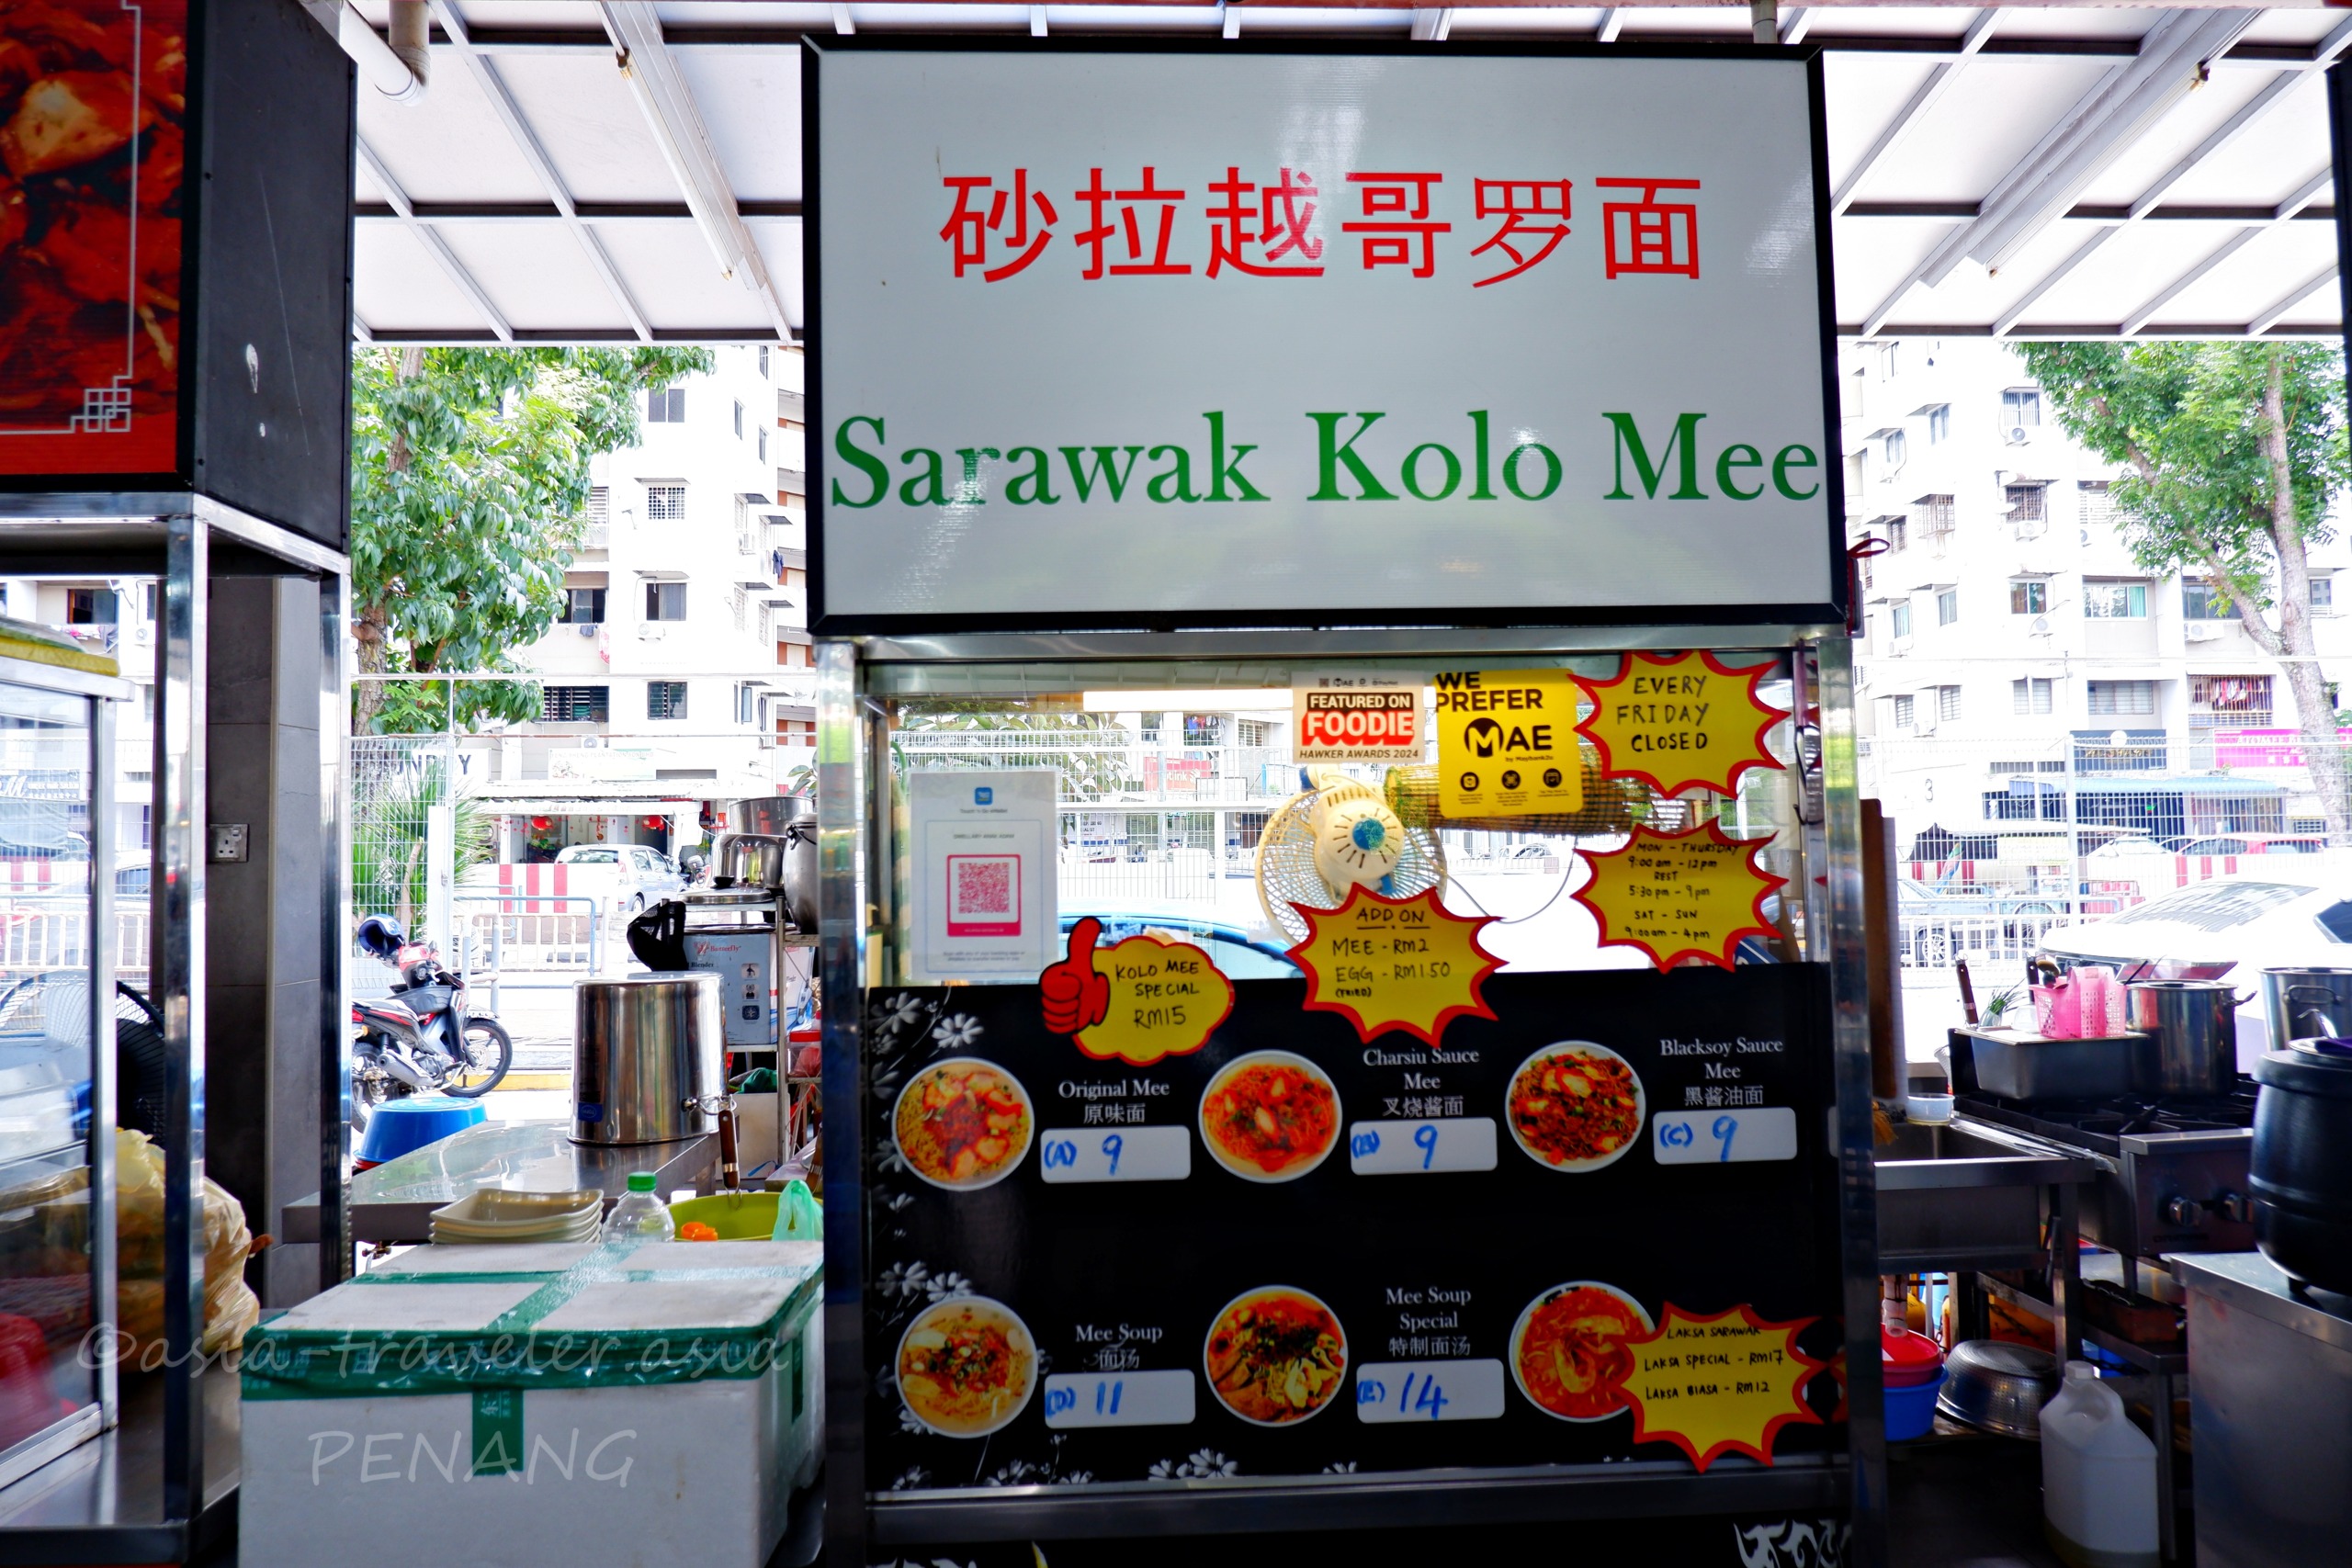 砂拉越哥罗面
Sarawak Kolo Mee
FEATURED ON
FOODIE
HAWKER AWARDS 2024
WE
PREFER
MAE
by Maybank2u
EVERY
FRIDAY
CLOSED
MON - THURSDAY
9:00 am - 12 pm
REST
5:30 pm - 9 pm
SAT - SUN
9:00 am - 4 pm
ADD ON
MEE - RM2
EGG - RM1.50
(FRIED)
KOLO MEE
SPECIAL
RM15
Original Mee
原味面
(A) 9
Charsiu Sauce
Mee
叉烧酱面
(B) 9
Blacksoy Sauce
Mee
黑酱油面
(C) 9
Mee Soup
面汤
(D) 11
Mee Soup
Special
特制面汤
(E) 14
LAKSA SARAWAK
LAKSA SPECIAL - RM17
LAKSA BIASA - RM12
©asia-traveler.asia
PENANG